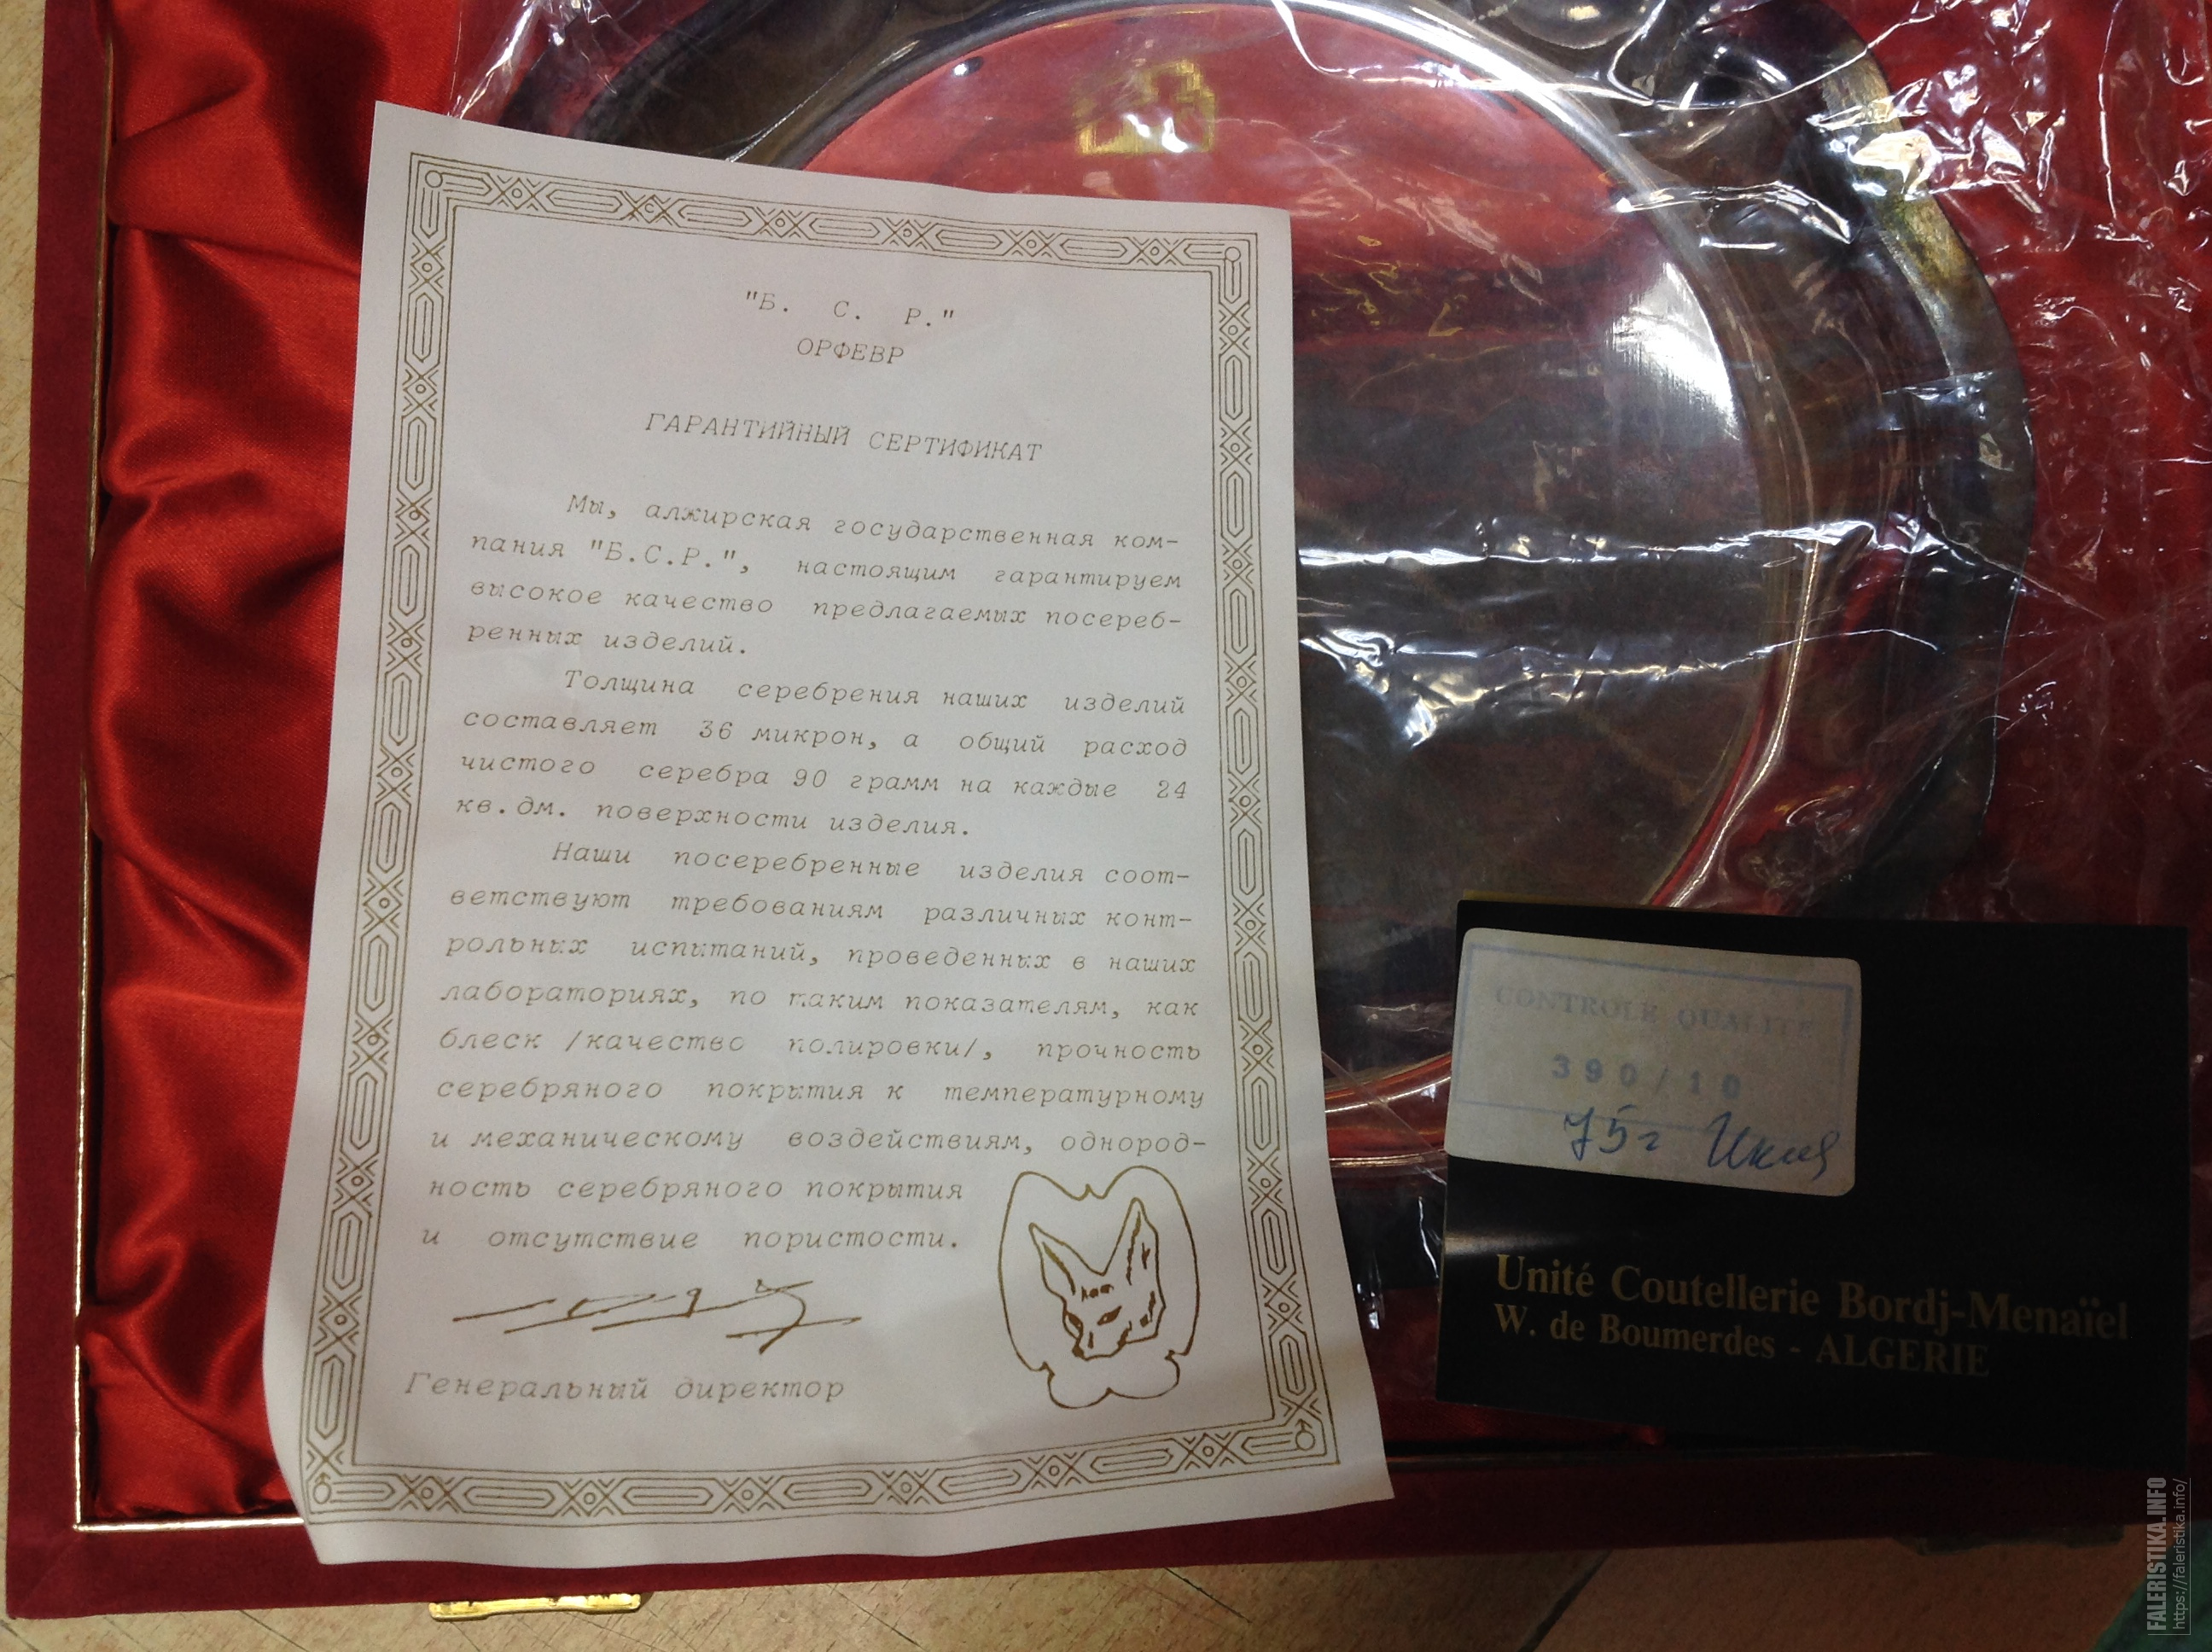 "Б. С. Р."
ОРФЕВР
ГАРАНТИЙНЫЙ СЕРТИФИКАТ
Мы, алжирская государственная ком-
пания "Б.С.Р.", настоящим гарантируем
высокое качество предлагаемых посереб-
ренных изделий.
Толщина серебрения наших изделий
составляет 36 микрон, а общий расход
чистого серебра 90 грамм на каждые 24
кв.дм. поверхности изделия.
Наши посеребренные изделия соот-
ветствуют требованиям различных конт-
рольных испытаний, проведенных в наших
лабораториях, по таким показателям, как
блеск /качество полировки/, прочность
серебряного покрытия к температурному
и механическому воздействиям, однород-
ность серебряного покрытия
и отсутствие пористости.
Генеральный директор
CONTROLE QUALITE
390/10
75г
Unité Coutellerie Bordj-Menaïel
W. de Boumerdes - ALGERIE
FALERISTIKA.INFO
https://faleristika.info/